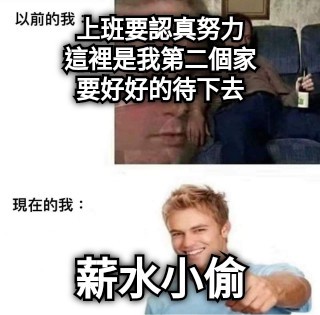 以前的我
上班要認真努力
這裡是我第二個家
要好好的待下去
現在的我：
薪水小偷